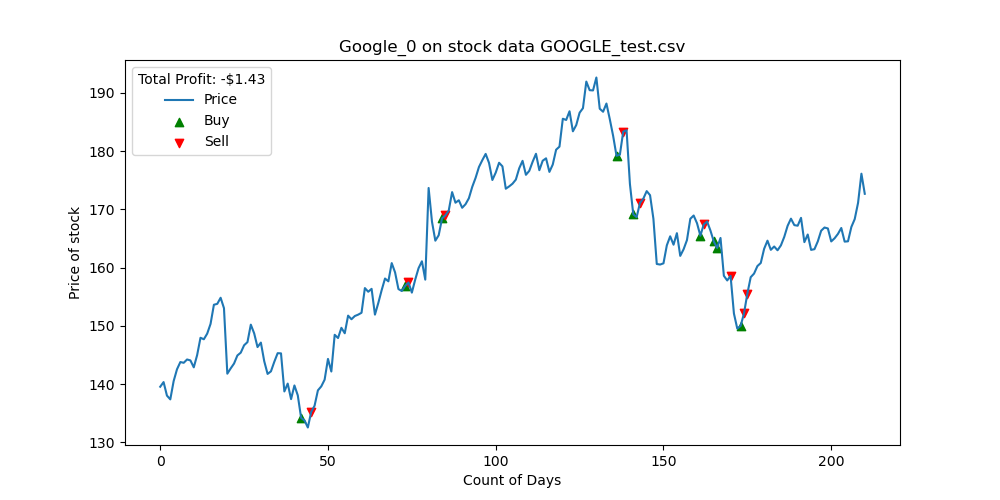 Google_0 on stock data GOOGLE_test.csv
Total Profit: -$1.43
Price
Buy
Sell
Price of stock
190
180
170
160
150
140
130
0 50 100 150 200
Count of Days